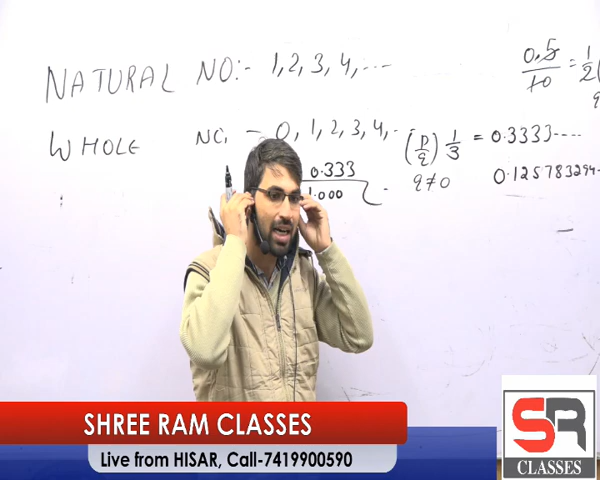 NATURAL NO:- 1,2,3,4,...
0.5/10 = 1/2
WHOLE NO, - 0,1,2,3,4,..
(p/q) 1/3 = 0.3333....
q≠0
0.333
1.000
0.125783294..
SHREE RAM CLASSES
Live from HISAR, Call-7419900590
SR
CLASSES